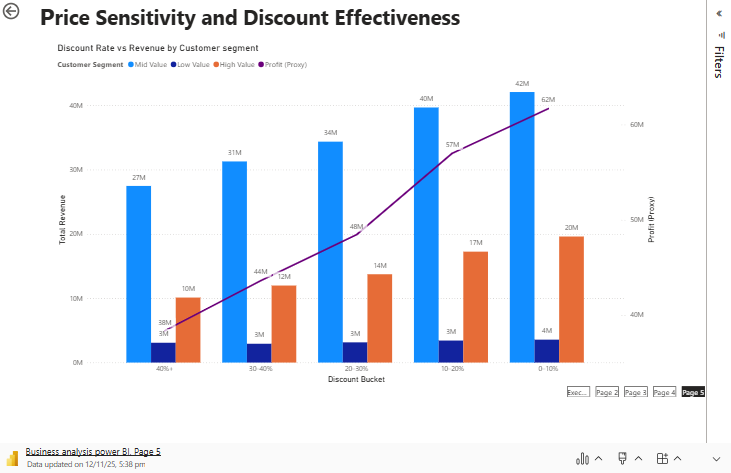 Price Sensitivity and Discount Effectiveness
Discount Rate vs Revenue by Customer segment
Customer Segment Mid Value Low Value High Value Profit (Proxy)
Filters
Total Revenue
40M
30M
20M
10M
0M
27M
31M
34M
40M
42M
38M
44M
48M
57M
62M
3M
3M
3M
3M
4M
10M
12M
14M
17M
20M
60M
50M
40M
Profit (Proxy)
40%+ 30-40% 20-30% 10-20% 0-10%
Discount Bucket
Exec... Page 2 Page 3 Page 4 Page 5
Business analysis power BI. Page 5
Data updated on 12/11/25, 5:38 pm